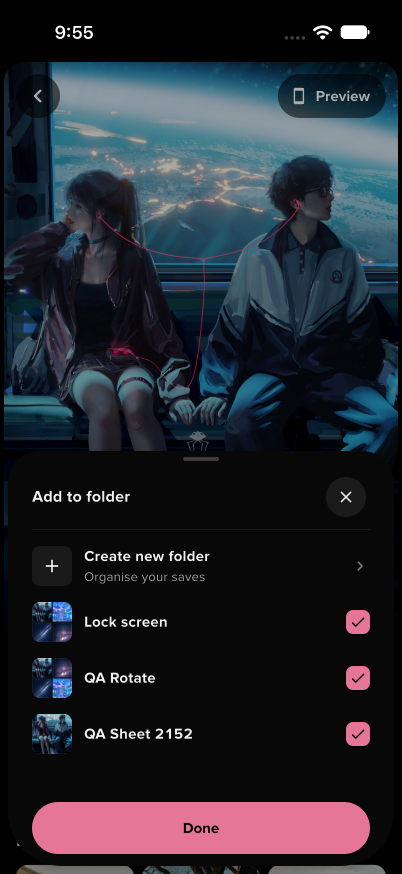 9:55
Preview
Add to folder
Create new folder
Organise your saves
Lock screen
QA Rotate
QA Sheet 2152
Done